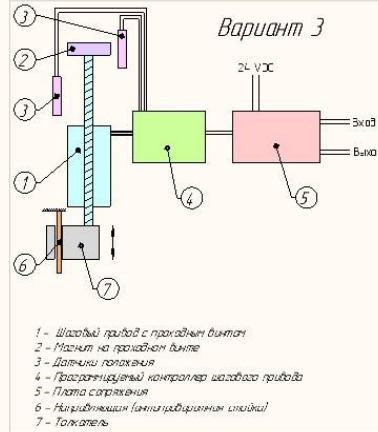 3
Вариант 3
2
24 VDC
3
Вход
Выхо
1
4
5
6
7
1 - Шаговый привод с проходным винтом
2 - Магнит на проходном винте
3 - Датчики положения
4 - Программируемый контроллер шагового привода
5 - Плата сопряжения
6 - Направляющая (антиповоротная стойка)
7 - Толкатель